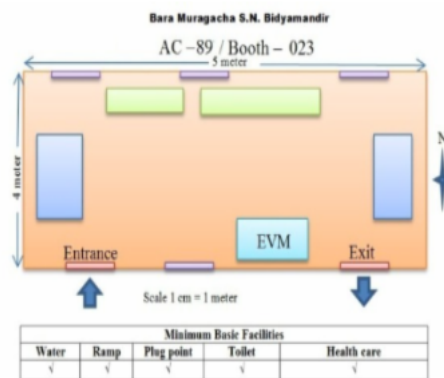 Bara Muragacha S.N. Bidyamandir
AC –89 / Booth – 023
5 meter
4 meter
N
Entrance
EVM
Exit
Scale 1 cm = 1 meter
Minimum Basic Facilities
Water Ramp Plug point Toilet Health care
√ √ √ √ √